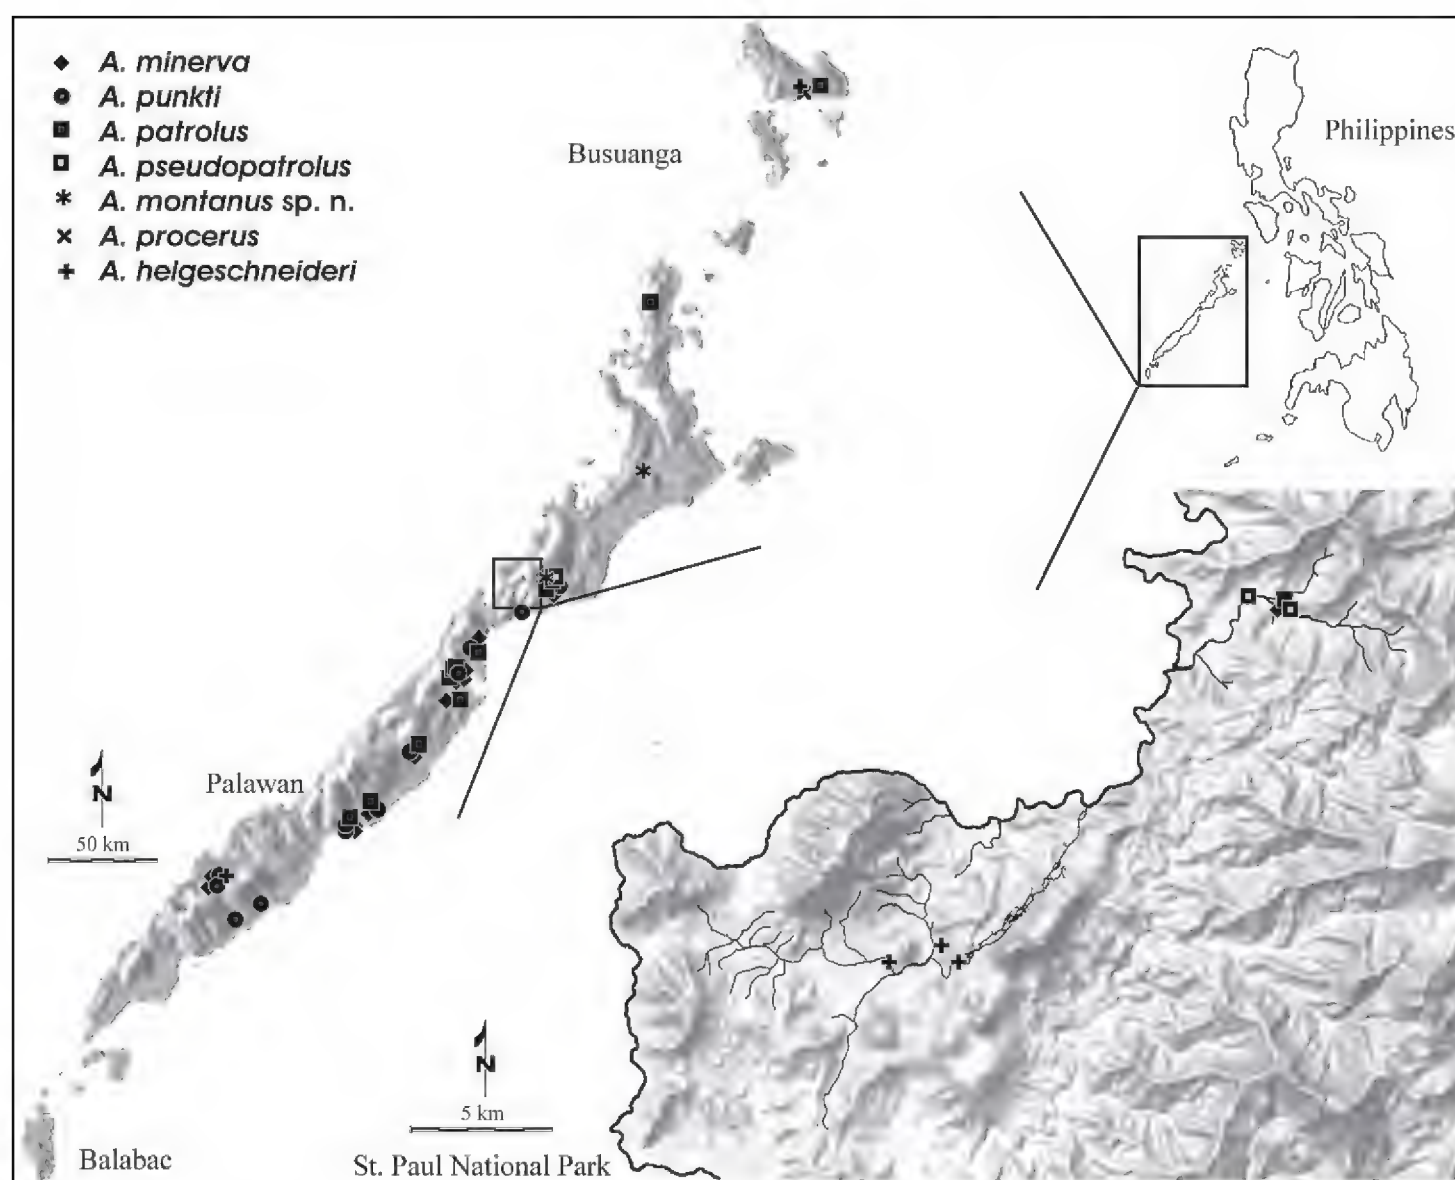 A. minerva
A. punkti
A. patrolus
A. pseudopatrolus
A. montanus sp. n.
A. procerus
A. helgeschneideri
Busuanga
Philippines
Palawan
N
50 km
N
5 km
Balabac
St. Paul National Park